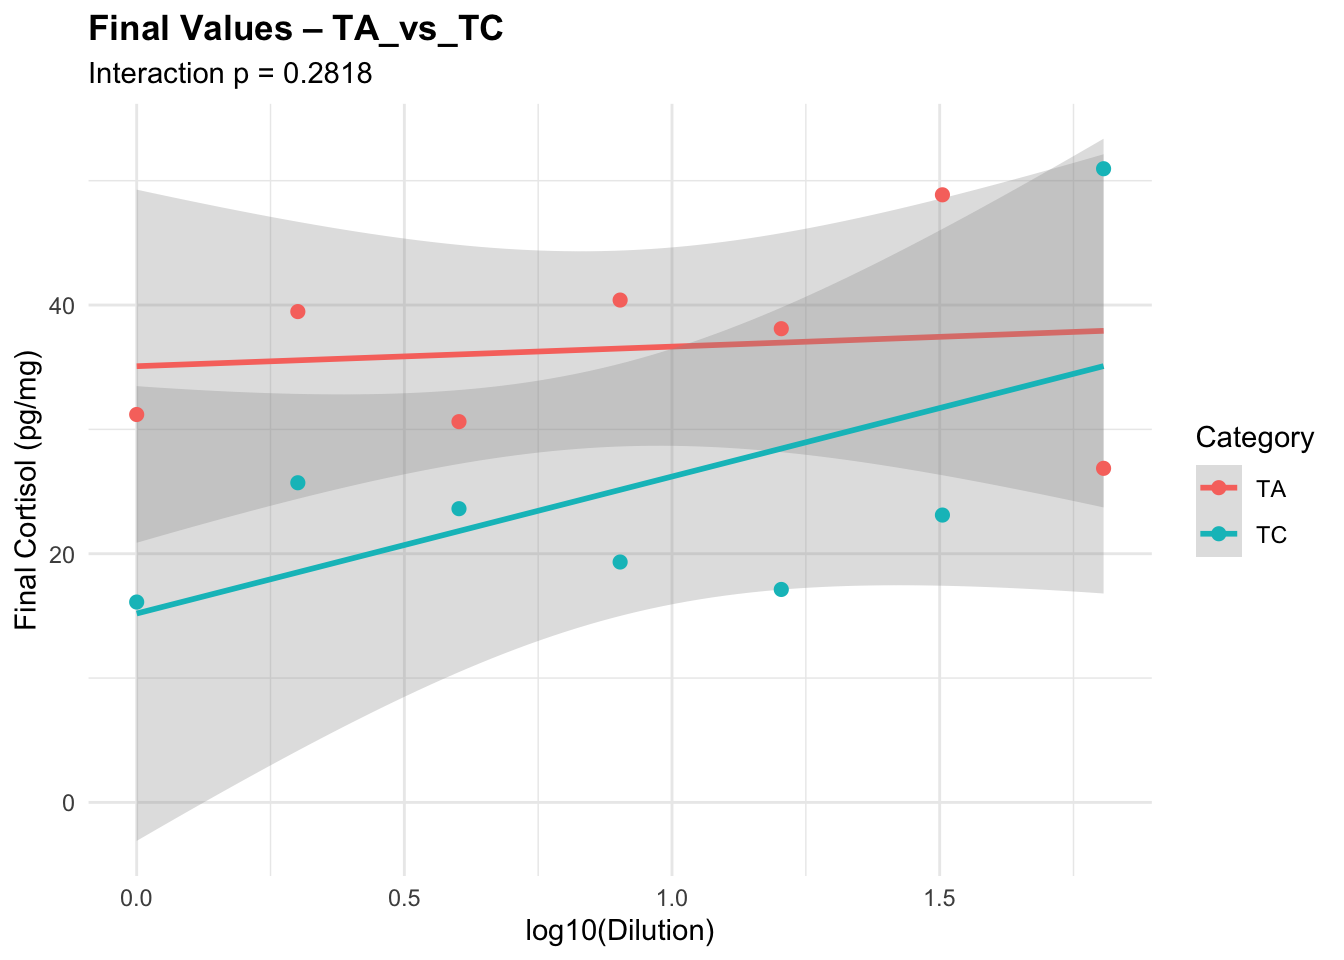 Final Values – TA_vs_TC
Interaction p = 0.2818
Final Cortisol (pg/mg)
40
20
0
0.0
0.5
1.0
1.5
log10(Dilution)
Category
TA
TC